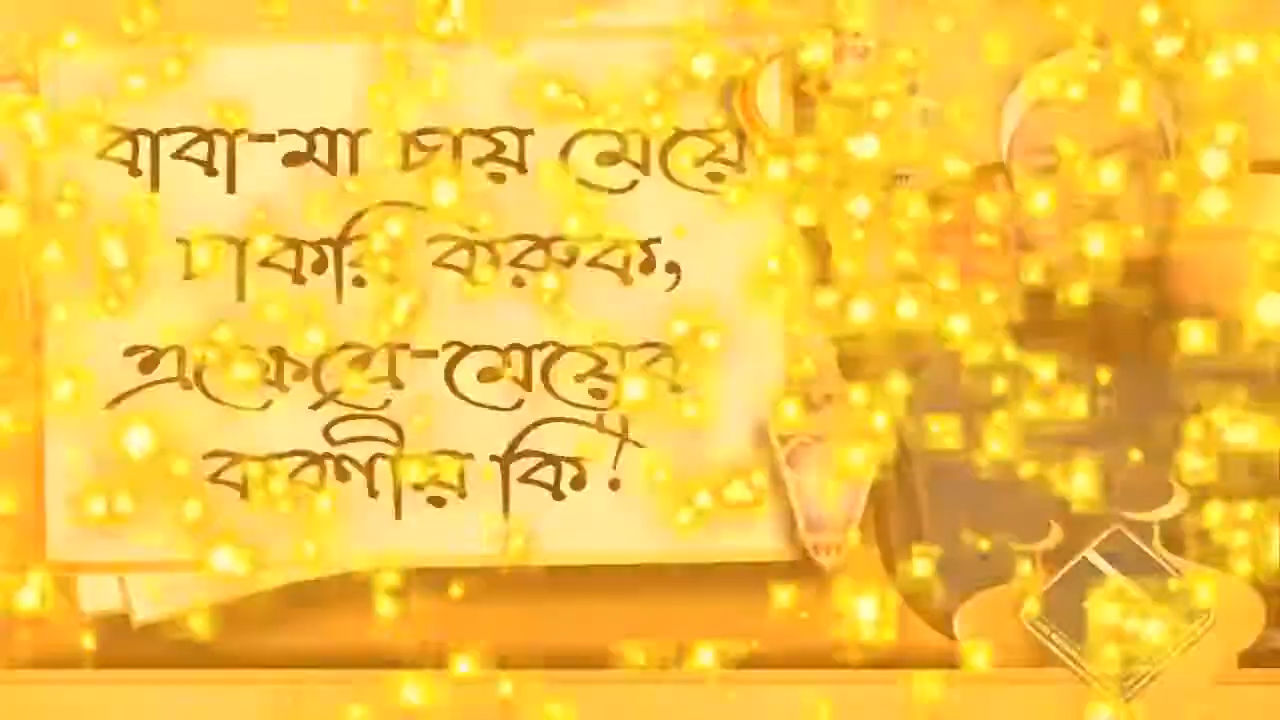 বাবা-মা চায় মেয়ে
চাকরি করুক,
এক্ষেত্রে-মেয়ের
করণীয় কি!